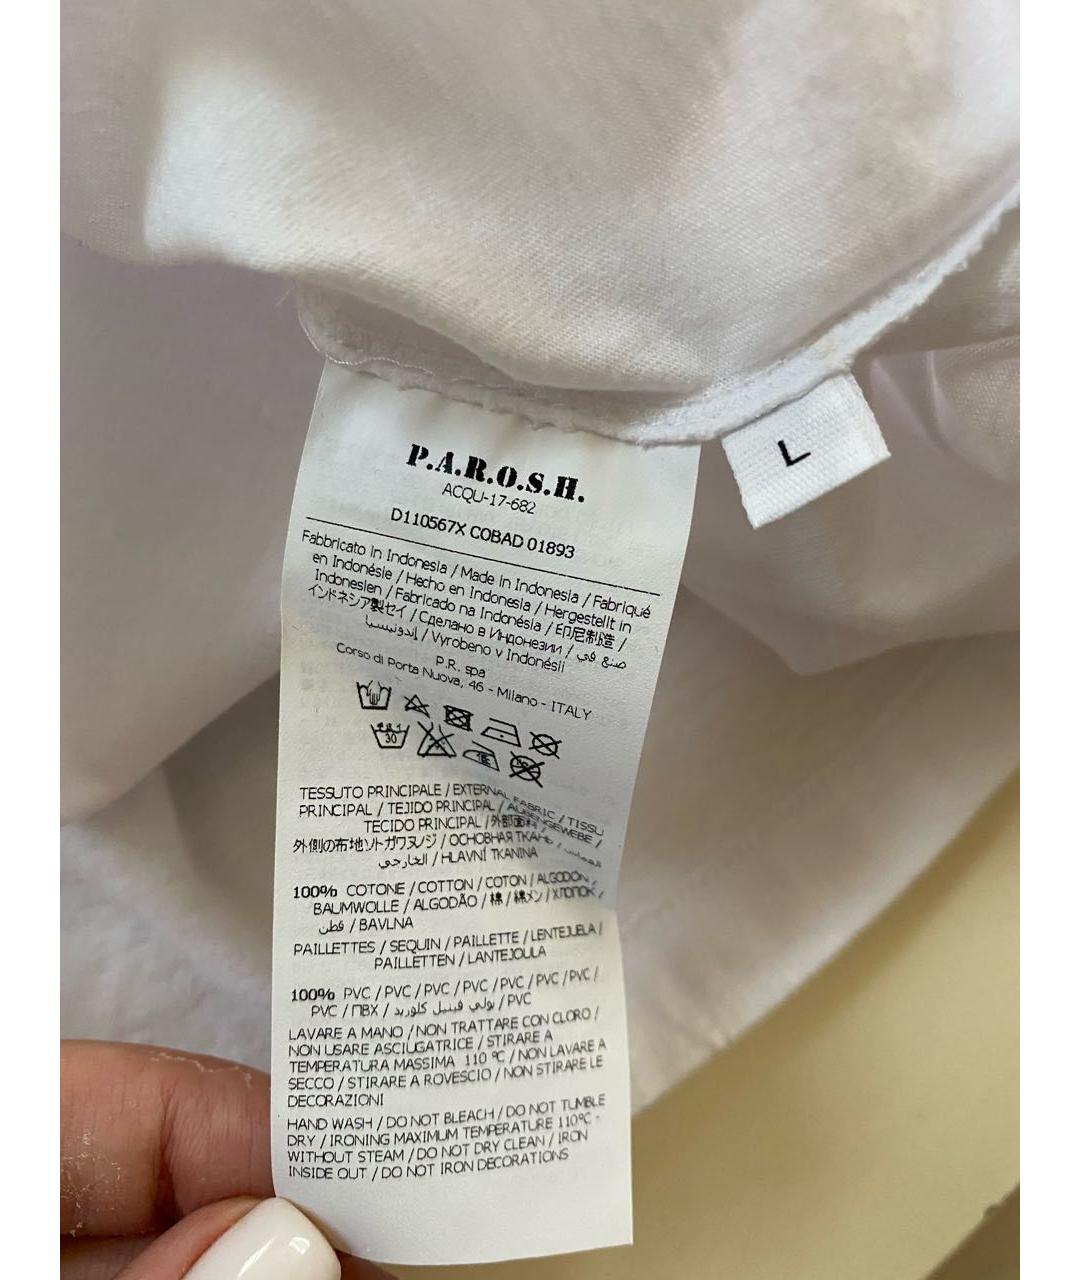 P.A.R.O.S.H.
ACQU-17-682
D110567X COBAD 01893
L
Fabbricato in Indonesia / Made in Indonesia / Fabriqué
en Indonésie / Hecho en Indonesia / Hergestellt in
Indonesien / Fabricado na Indonésia / 印尼制造 /
インドネシア製セイ / Сделано в Индонезии / صنع في
إندونيسيا / Vyrobeno v Indonésii
P.R. spa
Corso di Porta Nuova, 46 - Milano - ITALY
30
TESSUTO PRINCIPALE / EXTERNAL FABRIC / TISSU
PRINCIPAL / TEJIDO PRINCIPAL / AUßENGEWEBE /
TECIDO PRINCIPAL / 外部面料 /
外側の布地ソトガワヌノジ / ОСНОВНАЯ ТКАНЬ / القماش
الخارجي / HLAVNÍ TKANINA
100% COTONE / COTTON / COTON / ALGODÓN /
BAUMWOLLE / ALGODÃO / 棉 / 綿メン / ХЛОПОК /
قطن / BAVLNA
PAILLETTES / SEQUIN / PAILLETTE / LENTEJUELA /
PAILLETTEN / LANTEJOULA
100% PVC / PVC / PVC / PVC / PVC / PVC /
PVC / ПВХ / بولي فينيل كلوريد / PVC
LAVARE A MANO / NON TRATTARE CON CLORO /
NON USARE ASCIUGATRICE / STIRARE A
TEMPERATURA MASSIMA 110 °C / NON LAVARE A
SECCO / STIRARE A ROVESCIO / NON STIRARE LE
DECORAZIONI
HAND WASH / DO NOT BLEACH / DO NOT TUMBLE
DRY / IRONING MAXIMUM TEMPERATURE 110°C -
WITHOUT STEAM / DO NOT DRY CLEAN / IRON
INSIDE OUT / DO NOT IRON DECORATIONS